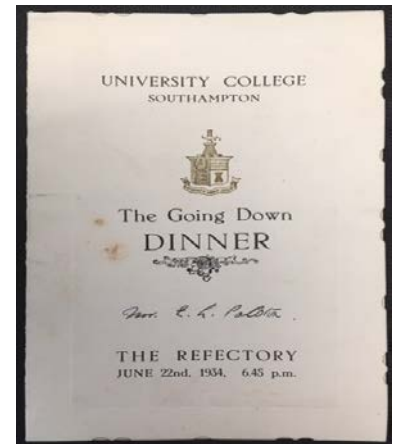 UNIVERSITY COLLEGE
SOUTHAMPTON
The Going Down
DINNER
THE REFECTORY
JUNE 22nd, 1934, 6.45 p.m.